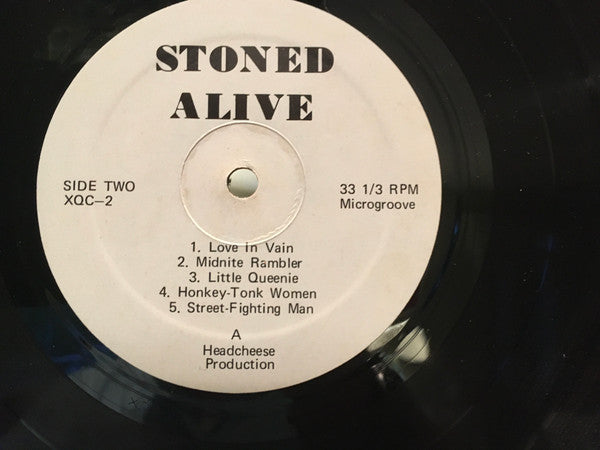 STONED
ALIVE
SIDE TWO
XQC-2
33 1/3 RPM
Microgroove
1. Love In Vain
2. Midnite Rambler
3. Little Queenie
4. Honkey-Tonk Women
5. Street-Fighting Man
A
Headcheese
Production